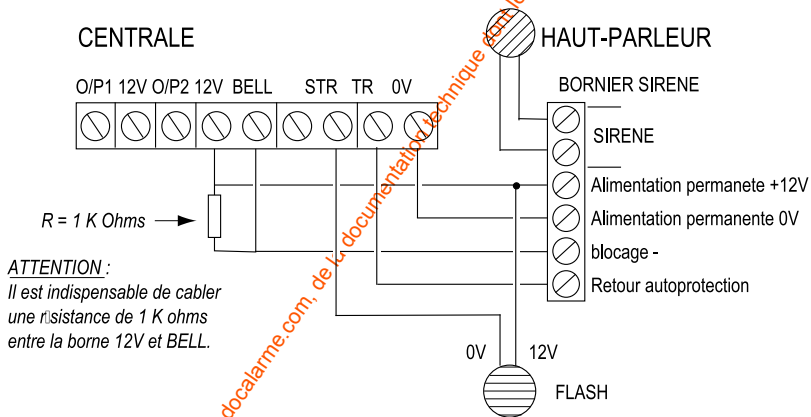 CENTRALE
HAUT-PARLEUR
O/P1 12V O/P2 12V BELL STR TR 0V
BORNIER SIRENE
SIRENE
Alimentation permanete +12V
Alimentation permanente 0V
blocage -
Retour autoprotection
R = 1 K Ohms
ATTENTION :
Il est indispensable de cabler
une r▯sistance de 1 K ohms
entre la borne 12V et BELL.
0V 12V
FLASH
docalarme.com, de la documentation technique dont